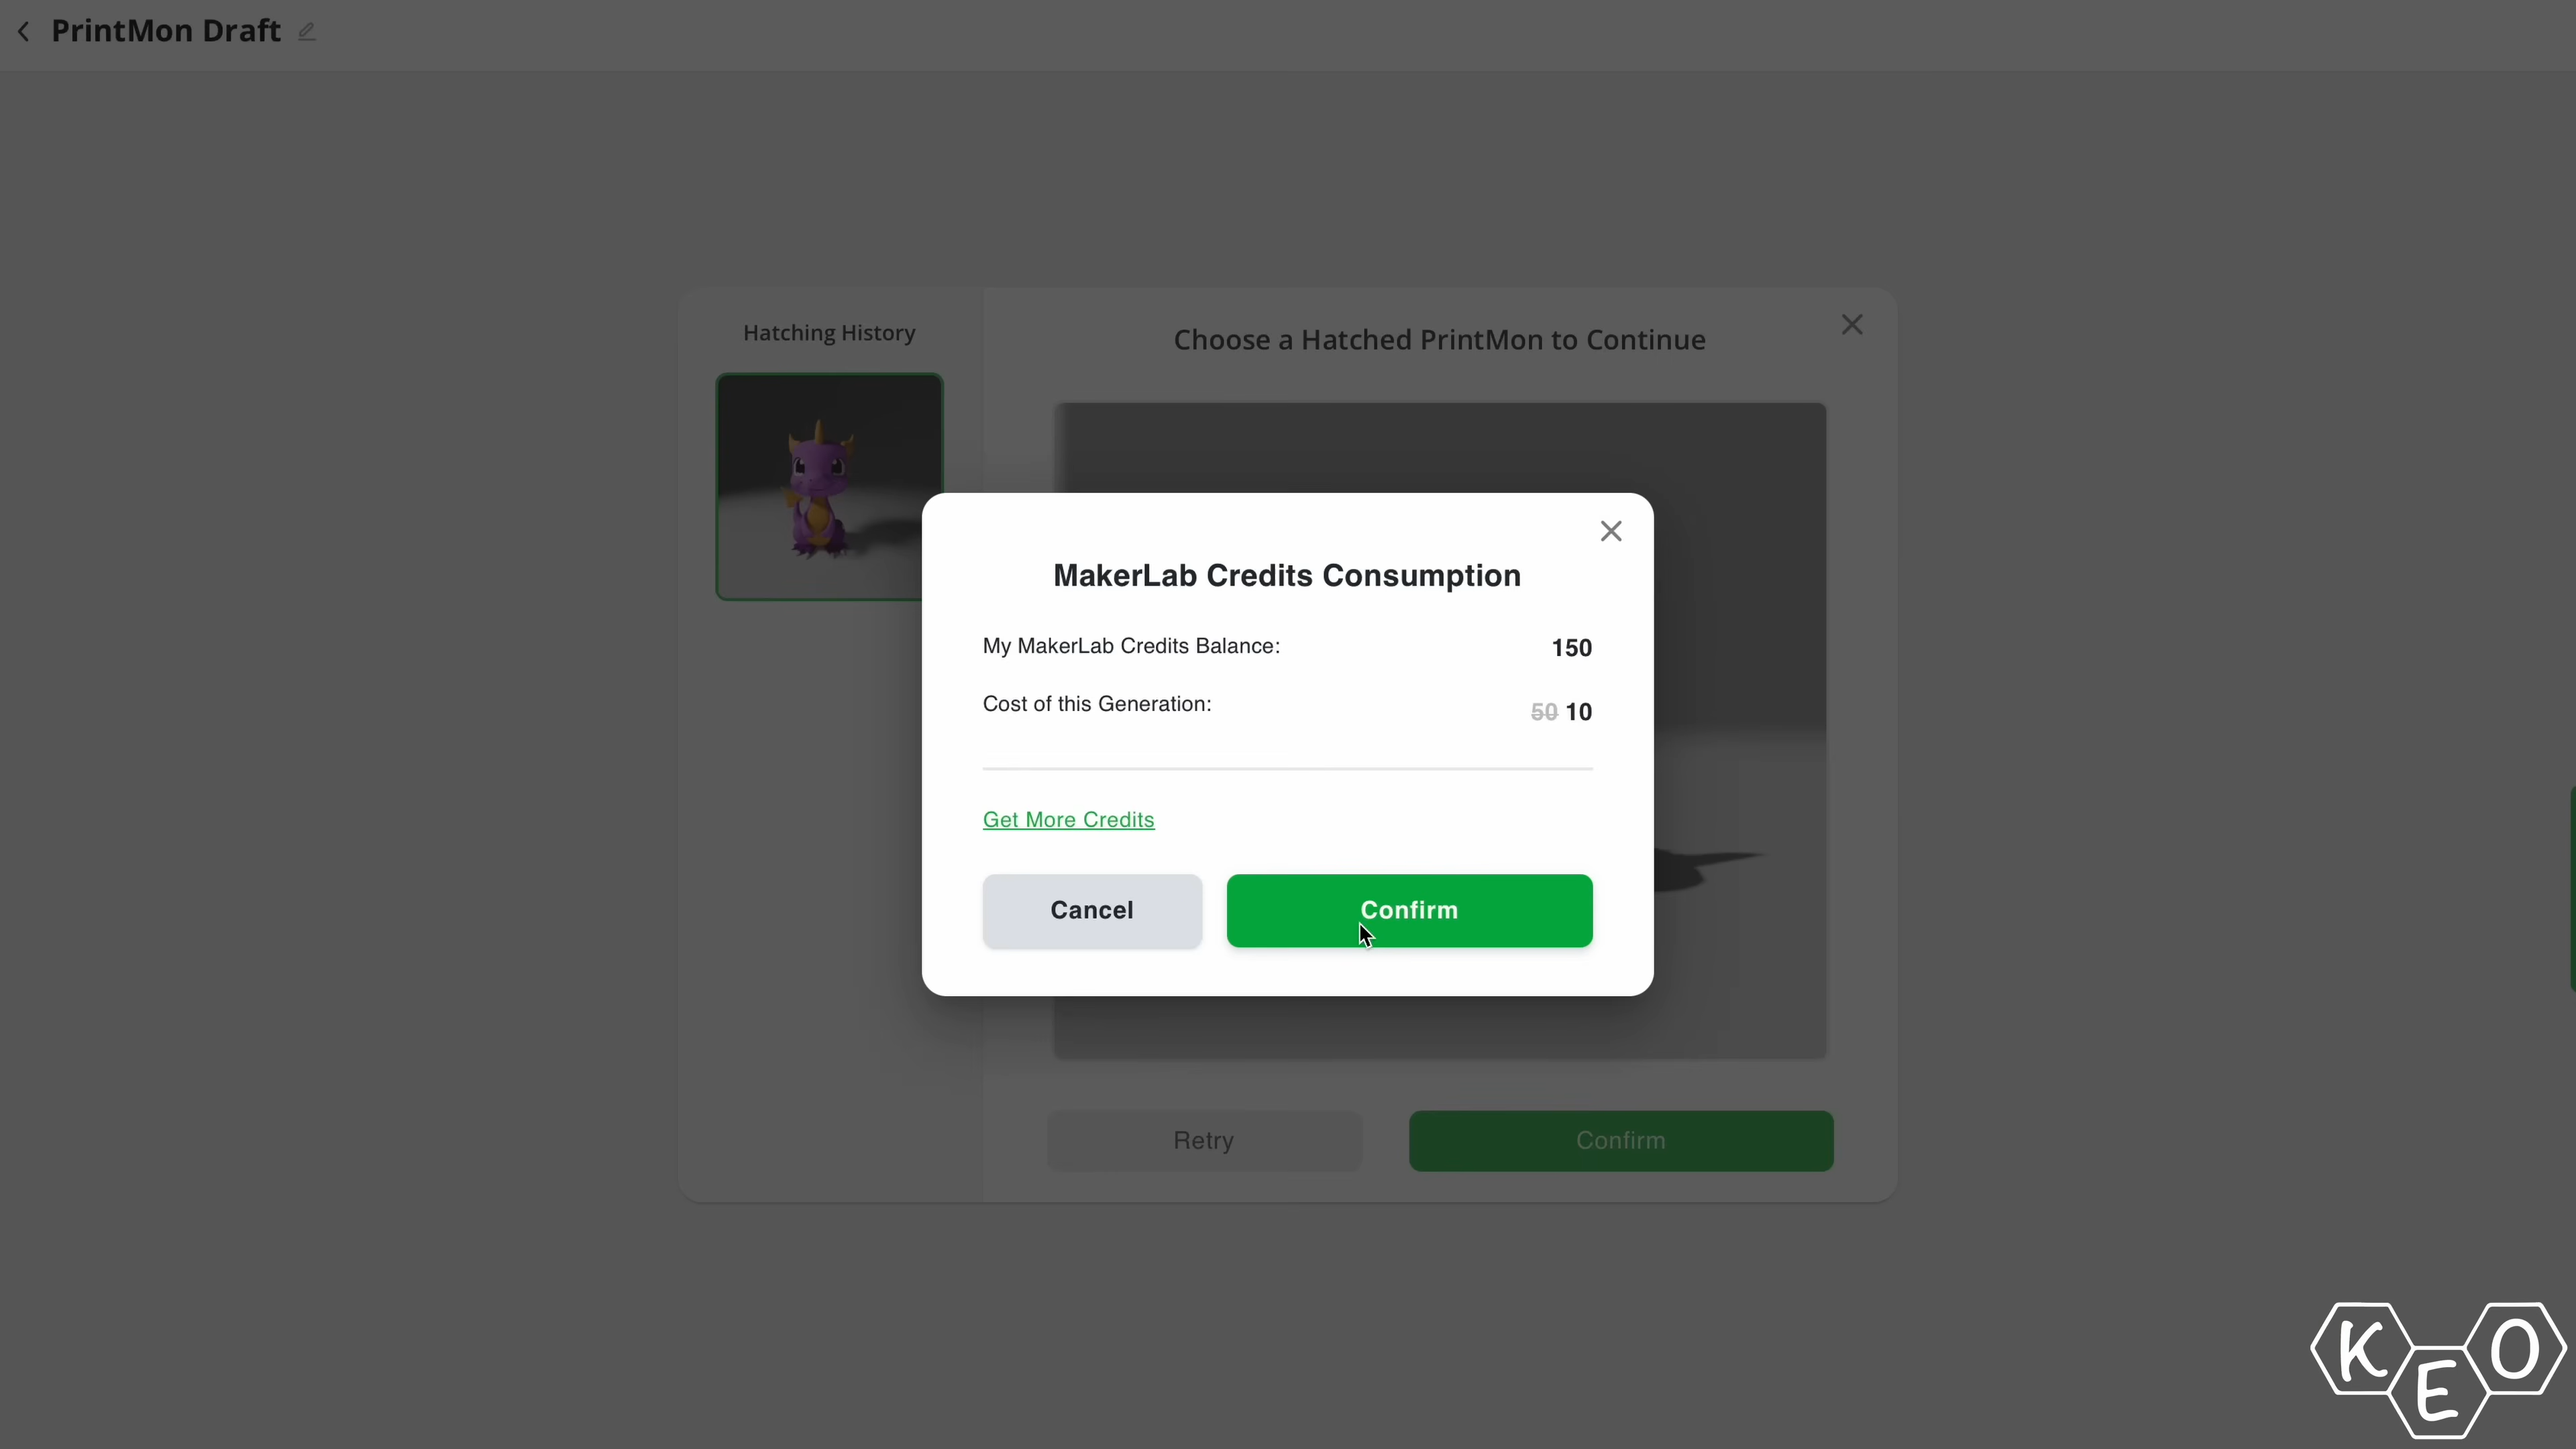 PrintMon Draft
Hatching History
Choose a Hatched PrintMon to Continue
MakerLab Credits Consumption
My MakerLab Credits Balance: 150
Cost of this Generation: 50 10
Get More Credits
Cancel Confirm
Retry Confirm
KEO